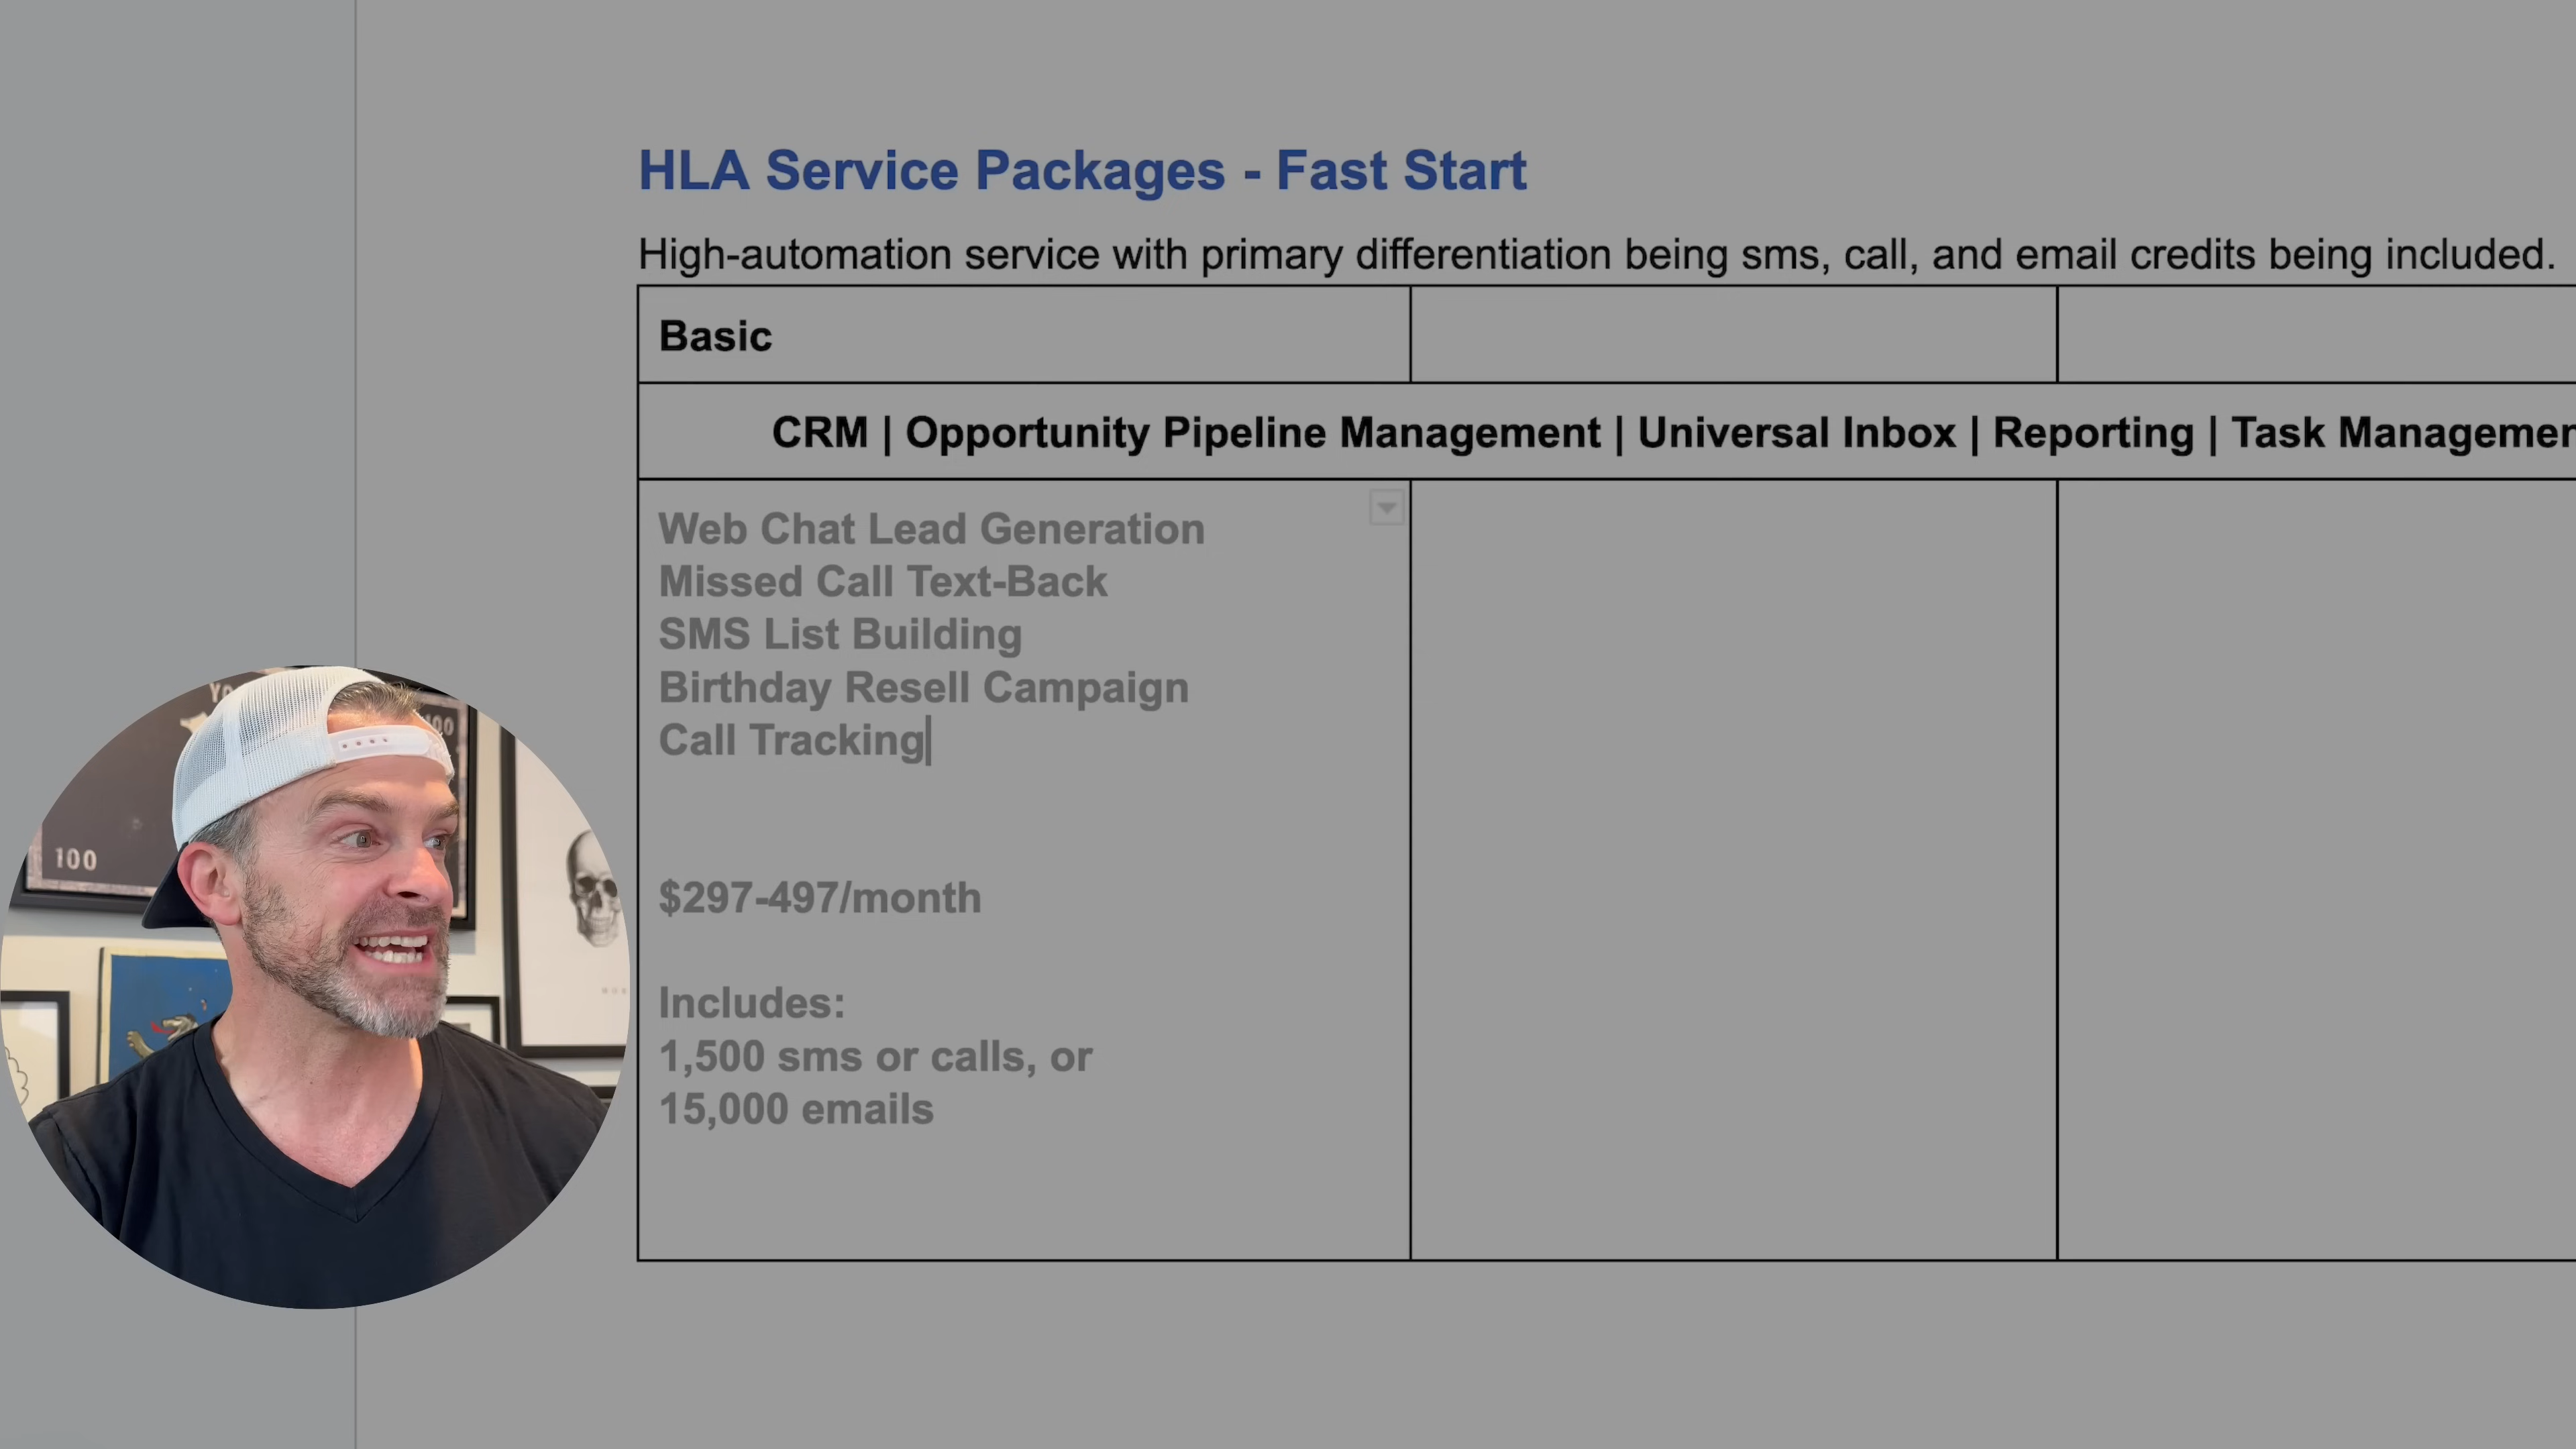 HLA Service Packages - Fast Start
High-automation service with primary differentiation being sms, call, and email credits being included.
Basic
CRM | Opportunity Pipeline Management | Universal Inbox | Reporting | Task Managemen
Web Chat Lead Generation
Missed Call Text-Back
SMS List Building
Birthday Resell Campaign
Call Tracking
$297-497/month
Includes:
1,500 sms or calls, or
15,000 emails
100
100